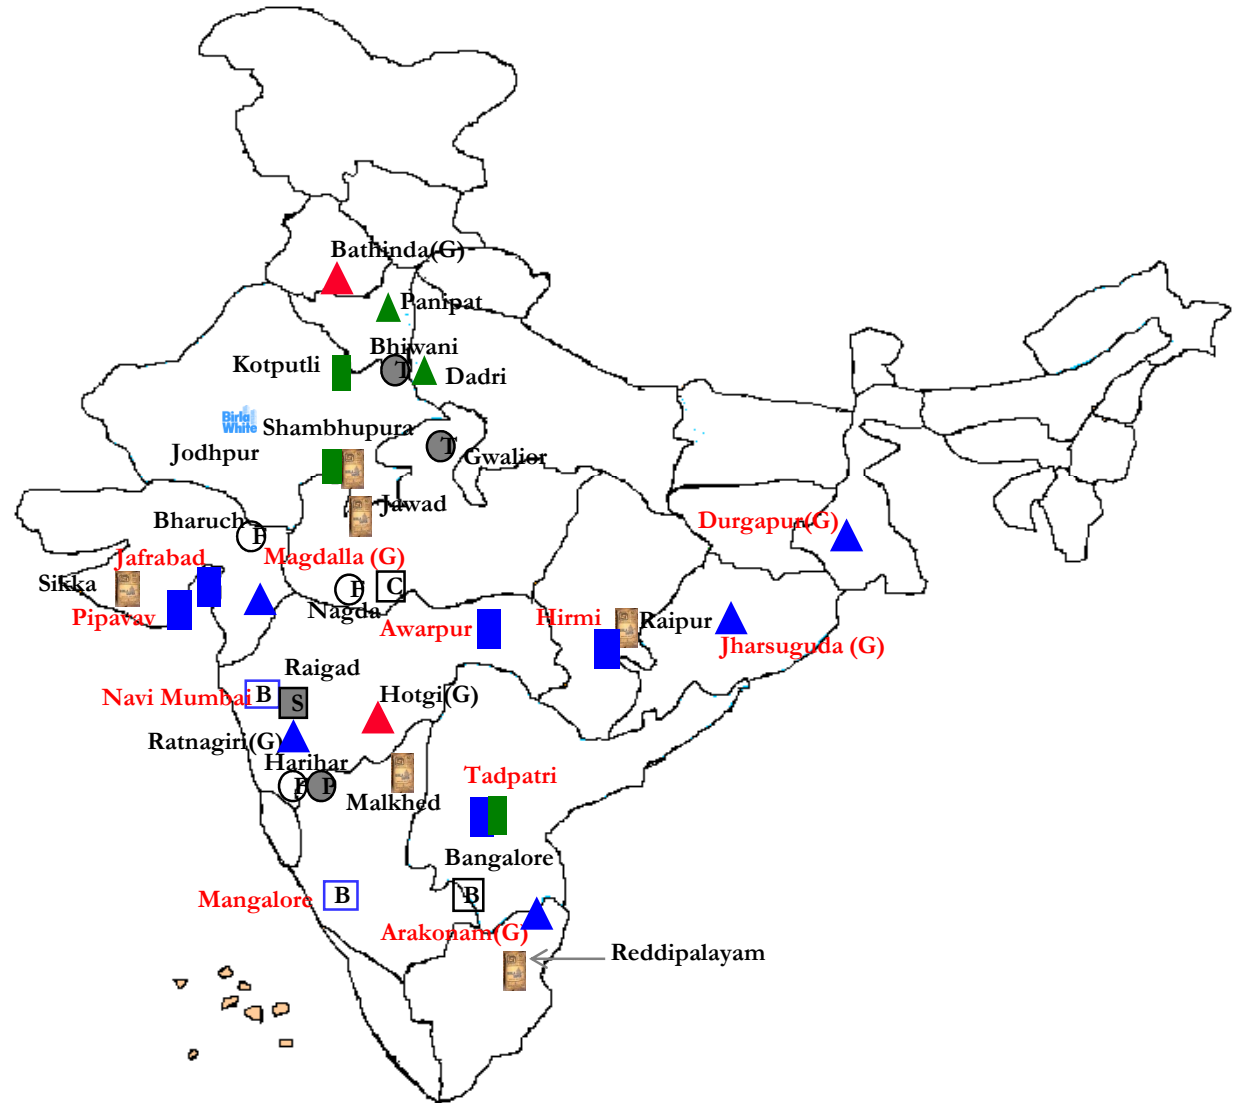 Bathinda(G)
Panipat
Bhiwani
Kotputli
T
Dadri
Birla
White
Shambhupura
Jodhpur
T
Gwalior
Jawad
Bharuch
F
Durgapur(G)
Jafrabad
Magdalla (G)
Sikka
F
C
Pipavav
Nagda
Awarpur
Hirmi
Raipur
Jharsuguda (G)
Raigad
Navi Mumbai
B
S
Hotgi(G)
Ratnagiri(G)
Harihar
P
Malkhed
Tadpatri
Bangalore
Mangalore
B
B
Arakonam(G)
Reddipalayam